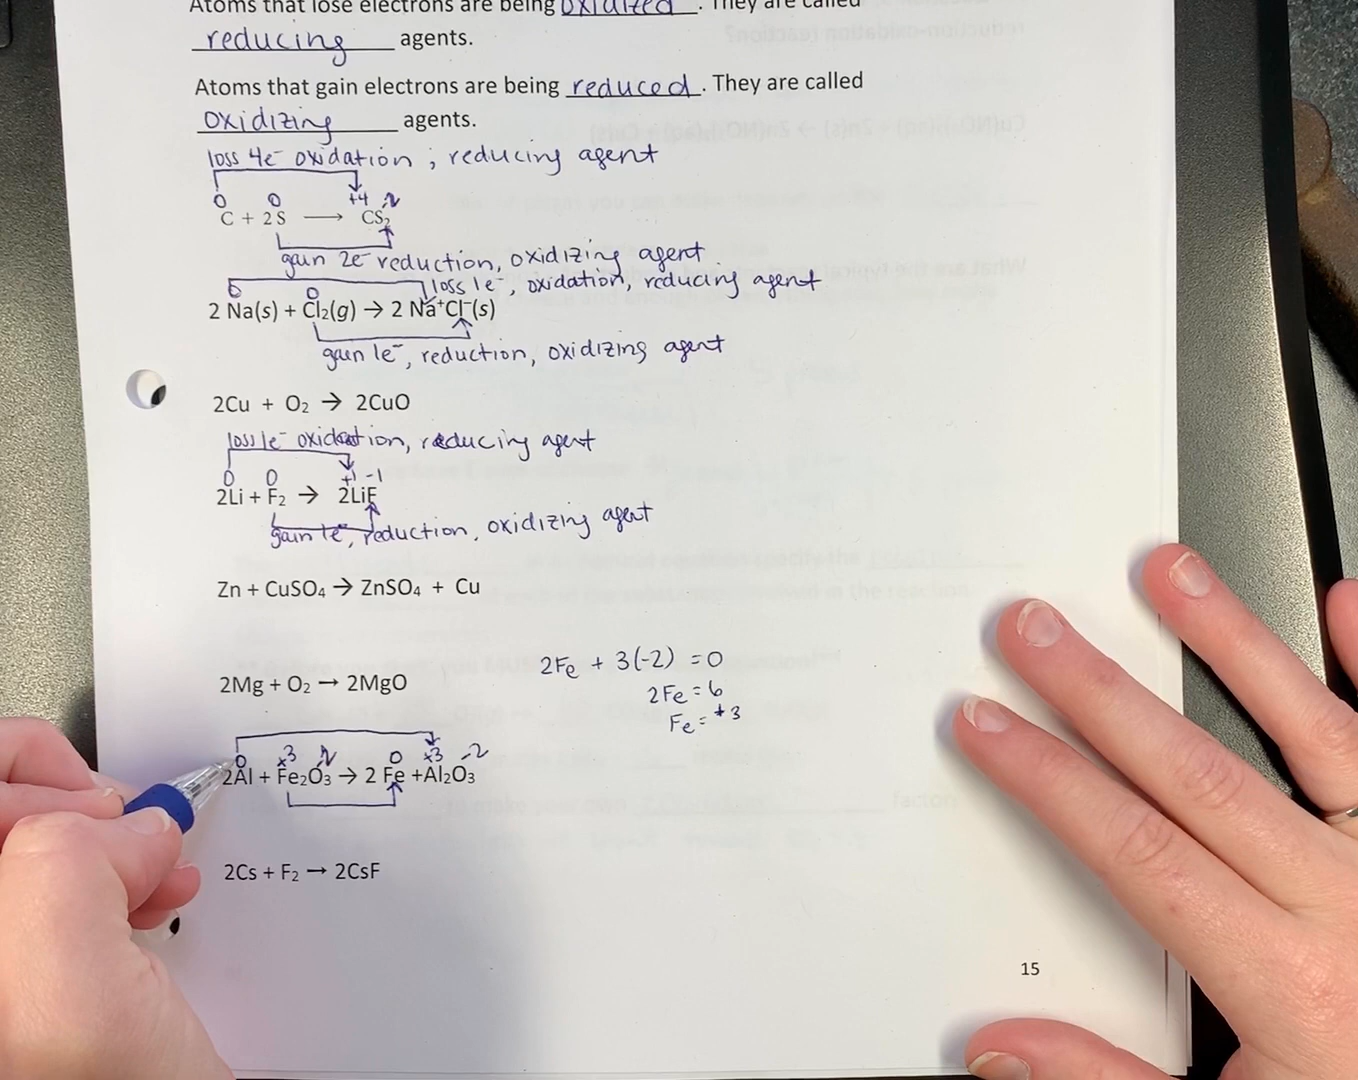 Atoms that lose electrons are being oxidized. They are called
reducing agents.
Atoms that gain electrons are being reduced. They are called
oxidizing agents.
loss 4e⁻ oxidation ; reducing agent
0 0 +4 -2
C + 2S ⟶ CS₂
gain 2e⁻ reduction, oxidizing agent
loss 1e⁻, oxidation, reducing agent
0 0
2 Na(s) + Cl₂(g) → 2 Na⁺Cl⁻(s)
gain 1e⁻, reduction, oxidizing agent
2Cu + O₂ → 2CuO
loss 1e⁻ oxidation, reducing agent
0 0 +1 -1
2Li + F₂ → 2LiF
gain 1e⁻, reduction, oxidizing agent
Zn + CuSO₄ → ZnSO₄ + Cu
2Fe + 3(-2) = 0
2Fe = 6
Fe = +3
2Mg + O₂ → 2MgO
0 +3 -2 0 +3 -2
2Al + Fe₂O₃ → 2 Fe +Al₂O₃
2Cs + F₂ → 2CsF
15